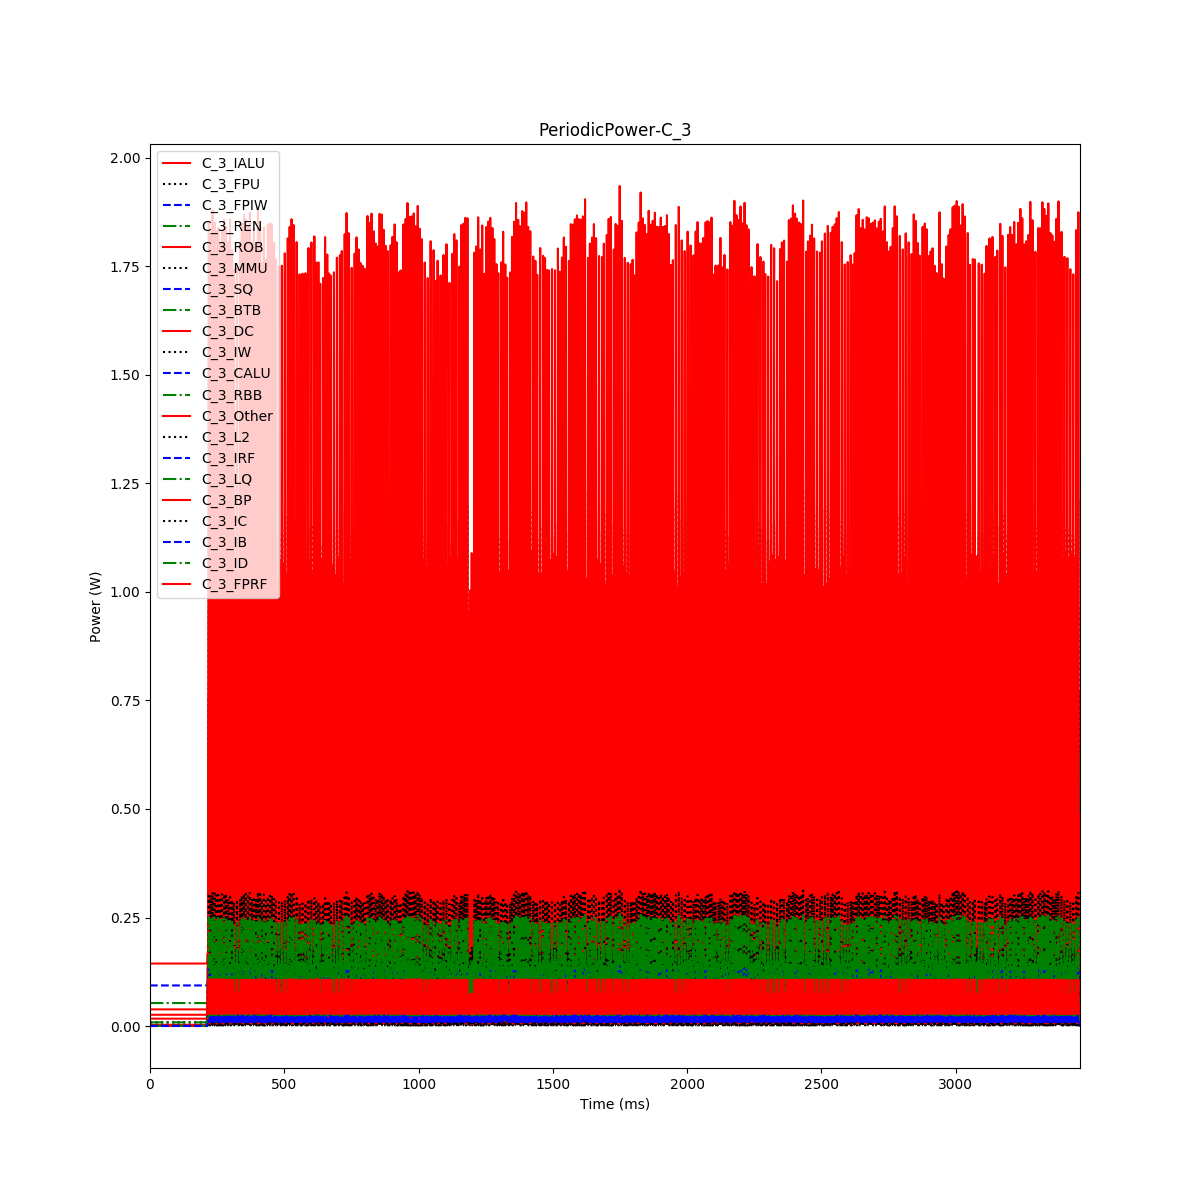 PeriodicPower-C_3
2.00
1.75
1.50
1.25
1.00
0.75
0.50
0.25
0.00
Power (W)
C_3_IALU
C_3_FPU
C_3_FPIW
C_3_REN
C_3_ROB
C_3_MMU
C_3_SQ
C_3_BTB
C_3_DC
C_3_IW
C_3_CALU
C_3_RBB
C_3_Other
C_3_L2
C_3_IRF
C_3_LQ
C_3_BP
C_3_IC
C_3_IB
C_3_ID
C_3_FPRF
0 500 1000 1500 2000 2500 3000
Time (ms)